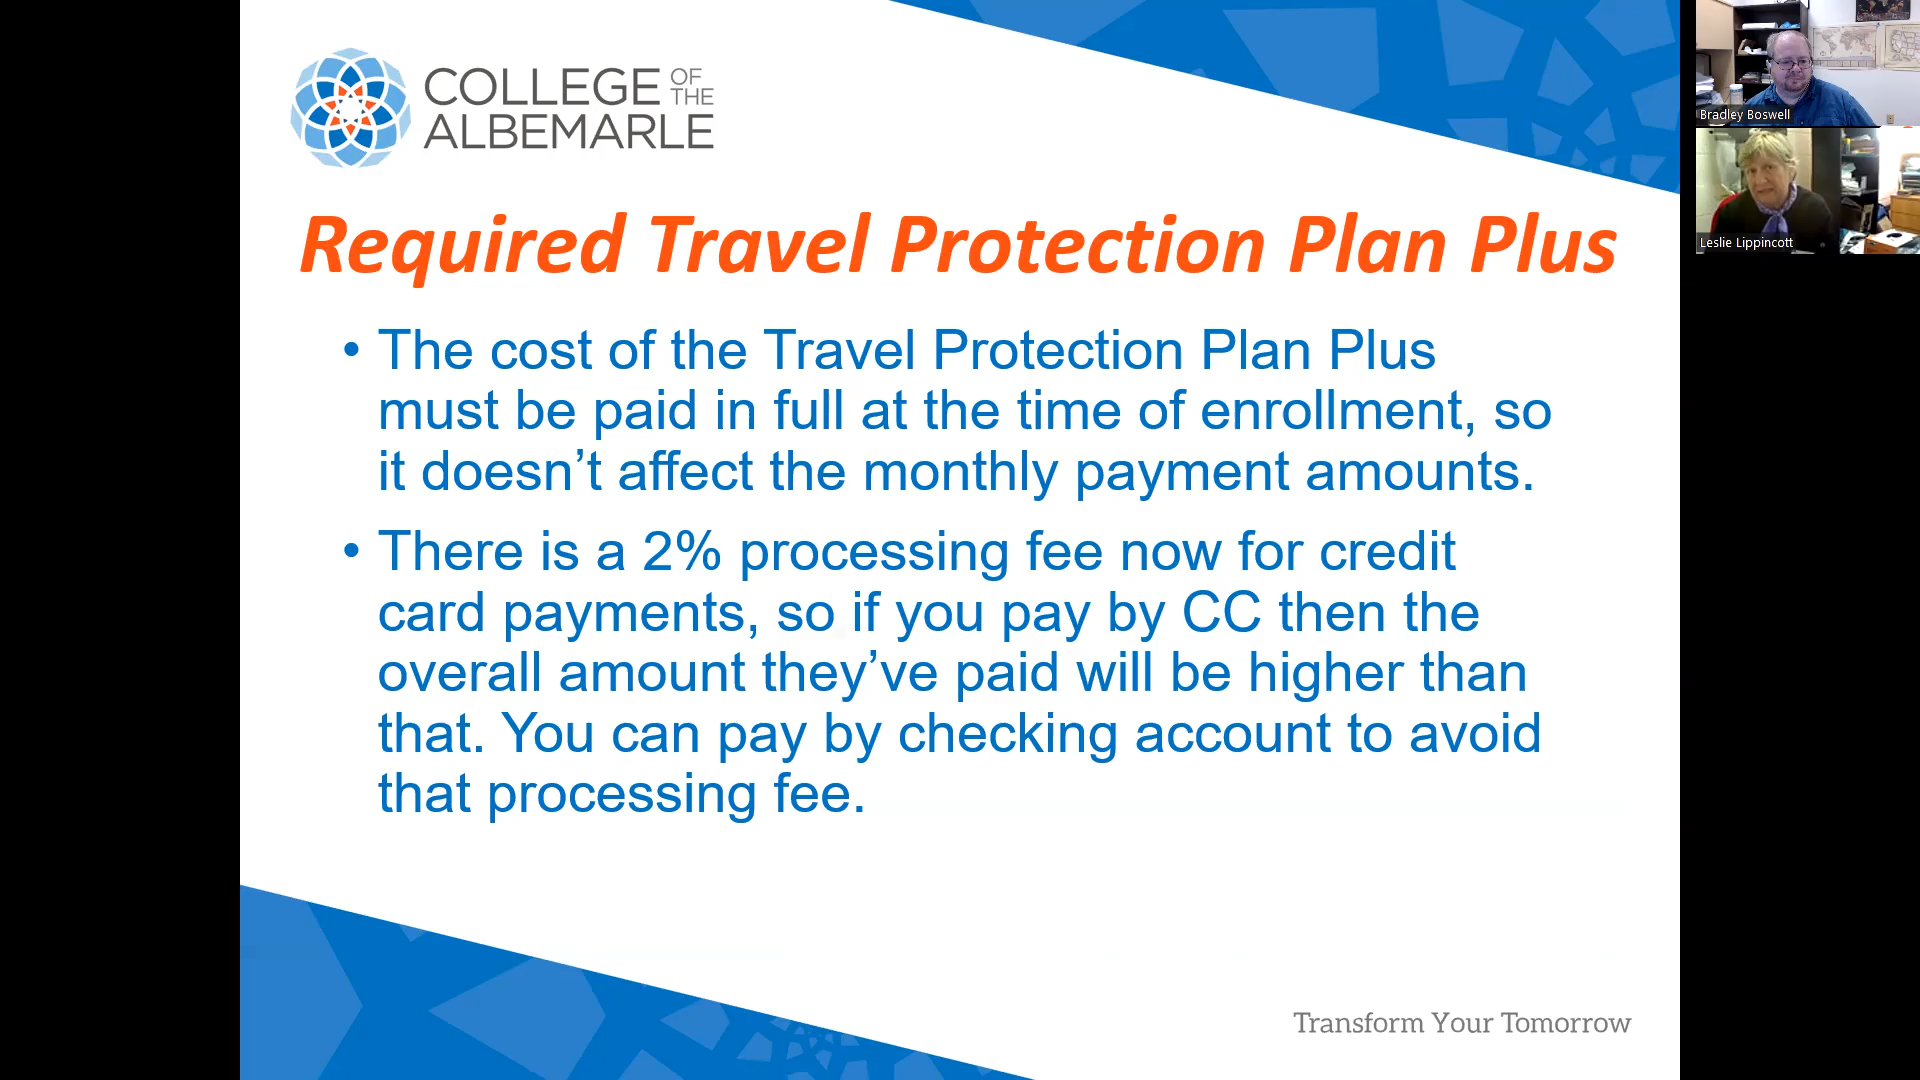 COLLEGE OF THE
ALBEMARLE
Required Travel Protection Plan Plus
• The cost of the Travel Protection Plan Plus
must be paid in full at the time of enrollment, so
it doesn’t affect the monthly payment amounts.
• There is a 2% processing fee now for credit
card payments, so if you pay by CC then the
overall amount they’ve paid will be higher than
that. You can pay by checking account to avoid
that processing fee.
Transform Your Tomorrow
Bradley Boswell
Leslie Lippincott